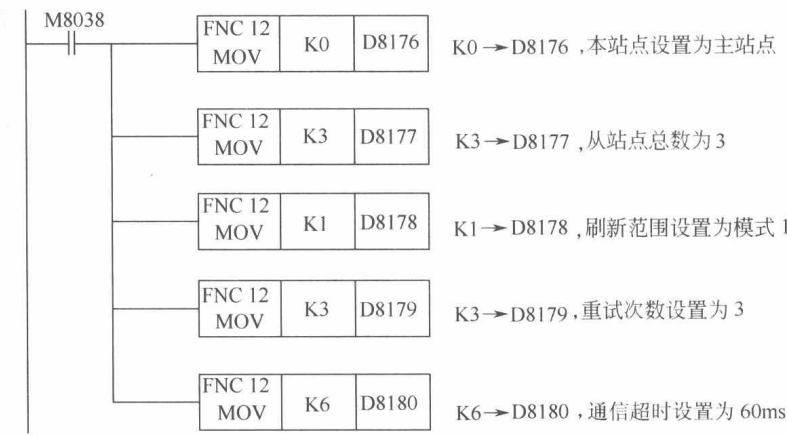 M8038
FNC 12
MOV
K0
D8176
K0→D8176，本站点设置为主站点
FNC 12
MOV
K3
D8177
K3→D8177，从站点总数为3
FNC 12
MOV
K1
D8178
K1→D8178，刷新范围设置为模式1
FNC 12
MOV
K3
D8179
K3→D8179，重试次数设置为3
FNC 12
MOV
K6
D8180
K6→D8180，通信超时设置为60ms